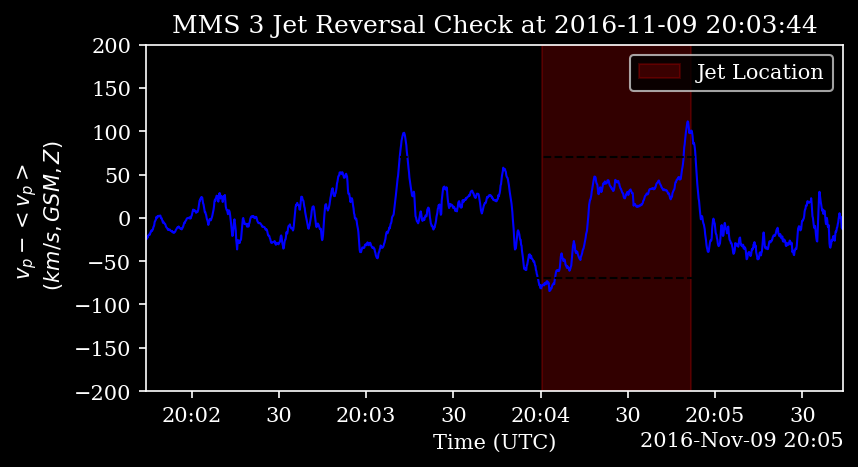 MMS 3 Jet Reversal Check at 2016-11-09 20:03:44
200
150
100
50
0
−50
−100
−150
−200
v_p − < v_p >
(km/s, GSM, Z)
Jet Location
20:02 30 20:03 30 20:04 30 20:05 30
Time (UTC)
2016-Nov-09 20:05